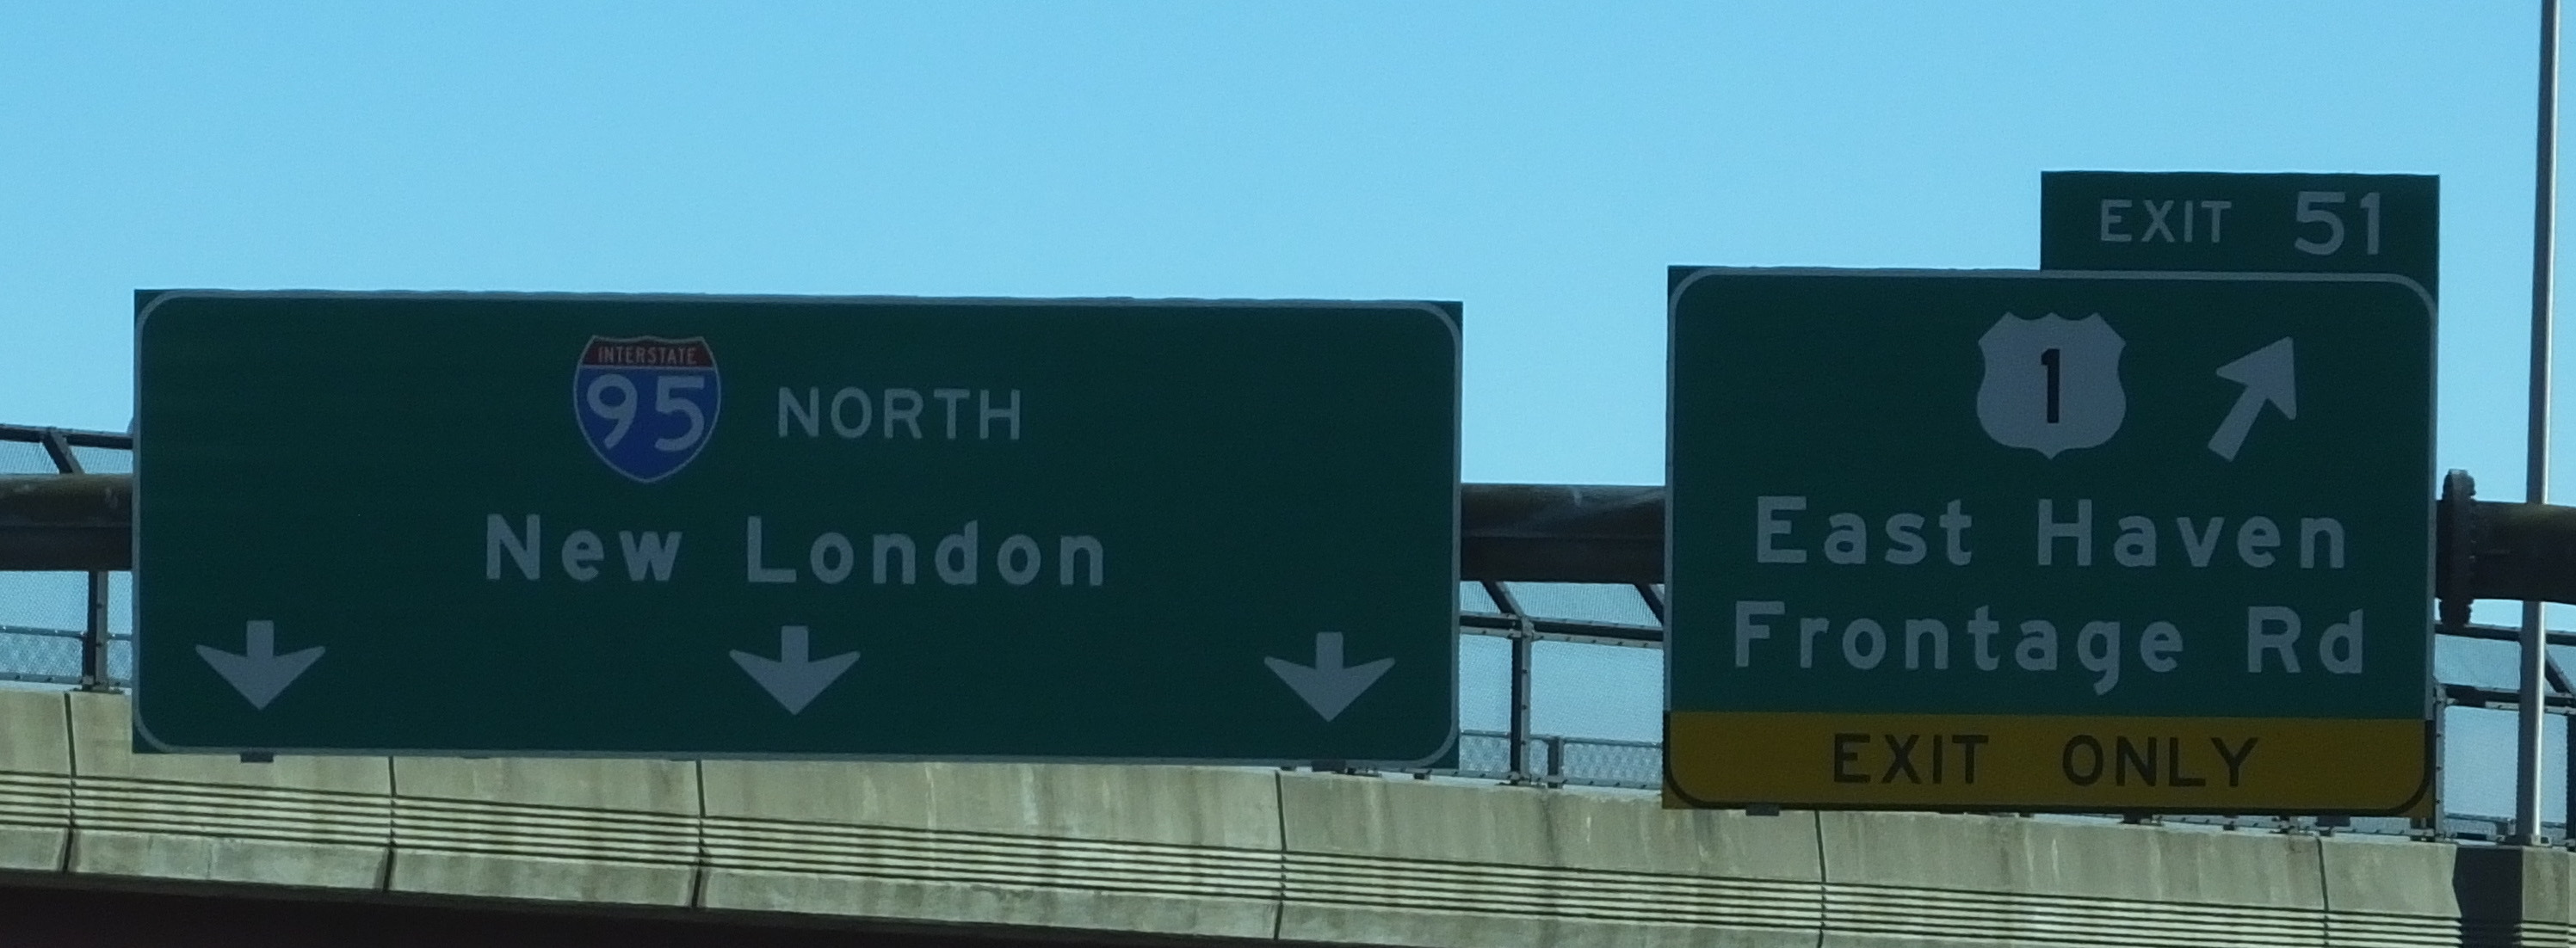 INTERSTATE
95 NORTH
New London
EXIT 51
1
East Haven
Frontage Rd
EXIT ONLY